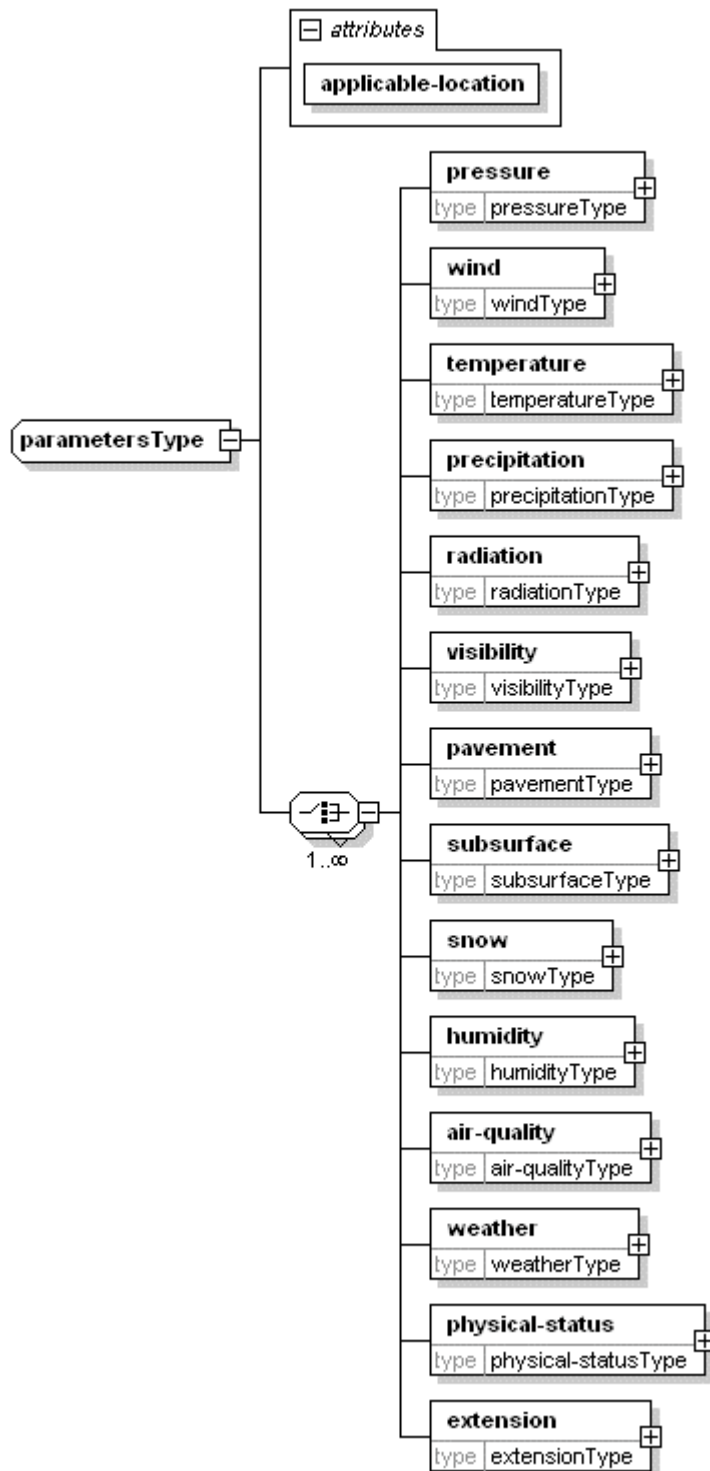 attributes
applicable-location
pressure
type pressureType
wind
type windType
temperature
type temperatureType
parametersType
precipitation
type precipitationType
radiation
type radiationType
visibility
type visibilityType
pavement
type pavementType
1..∞
subsurface
type subsurfaceType
snow
type snowType
humidity
type humidityType
air-quality
type air-qualityType
weather
type weatherType
physical-status
type physical-statusType
extension
type extensionType